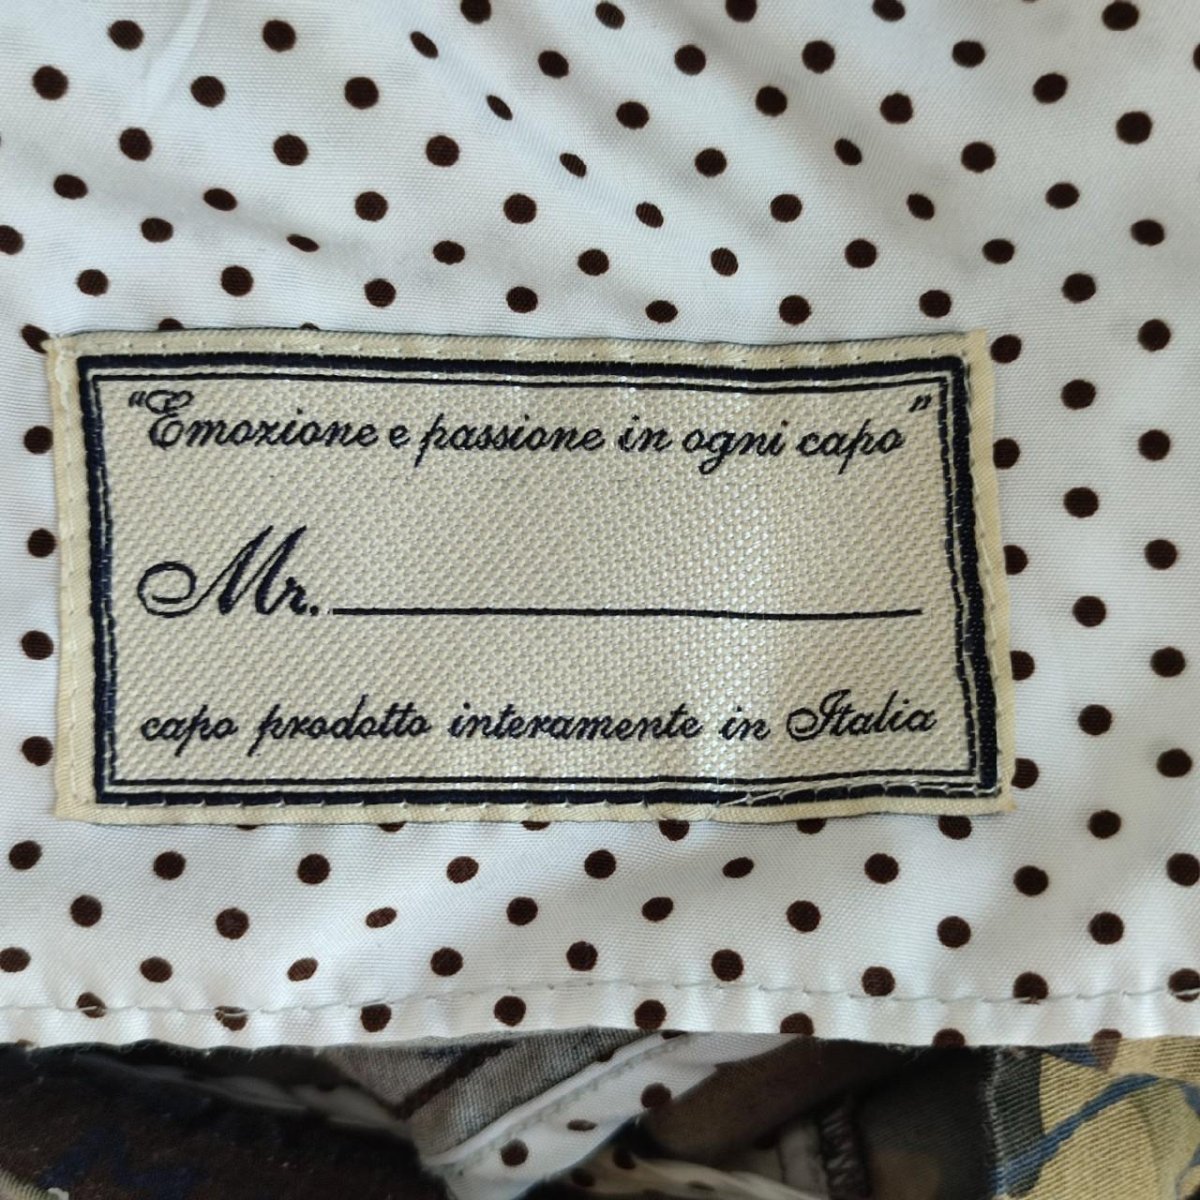 "Emozione e passione in ogni capo"
Mr.
capo prodotto interamente in Italia